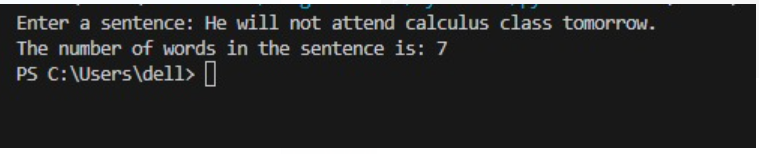 Enter a sentence: He will not attend calculus class tomorrow.
The number of words in the sentence is: 7
PS C:\Users\dell>